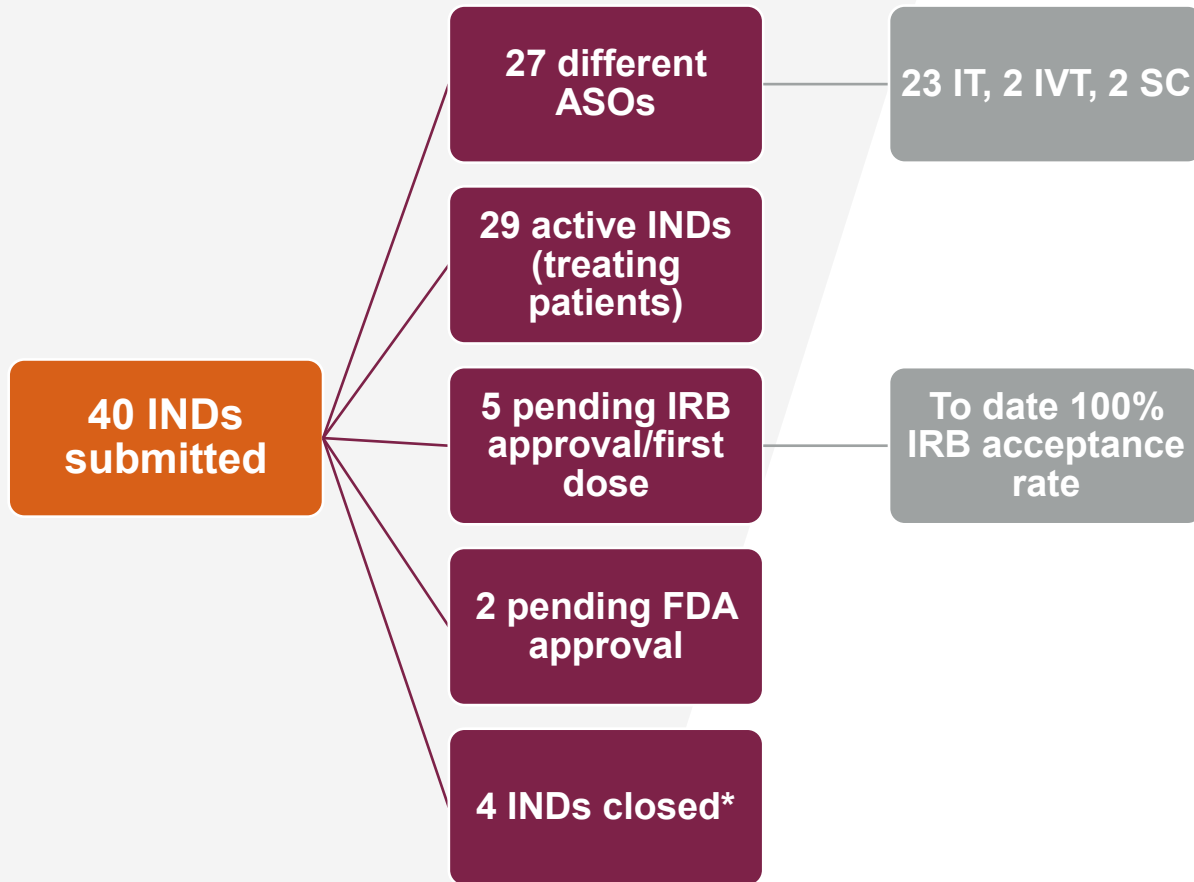 27 different
ASOs
23 IT, 2 IVT, 2 SC
29 active INDs
(treating
patients)
40 INDs
submitted
5 pending IRB
approval/first
dose
To date 100%
IRB acceptance
rate
2 pending FDA
approval
4 INDs closed*